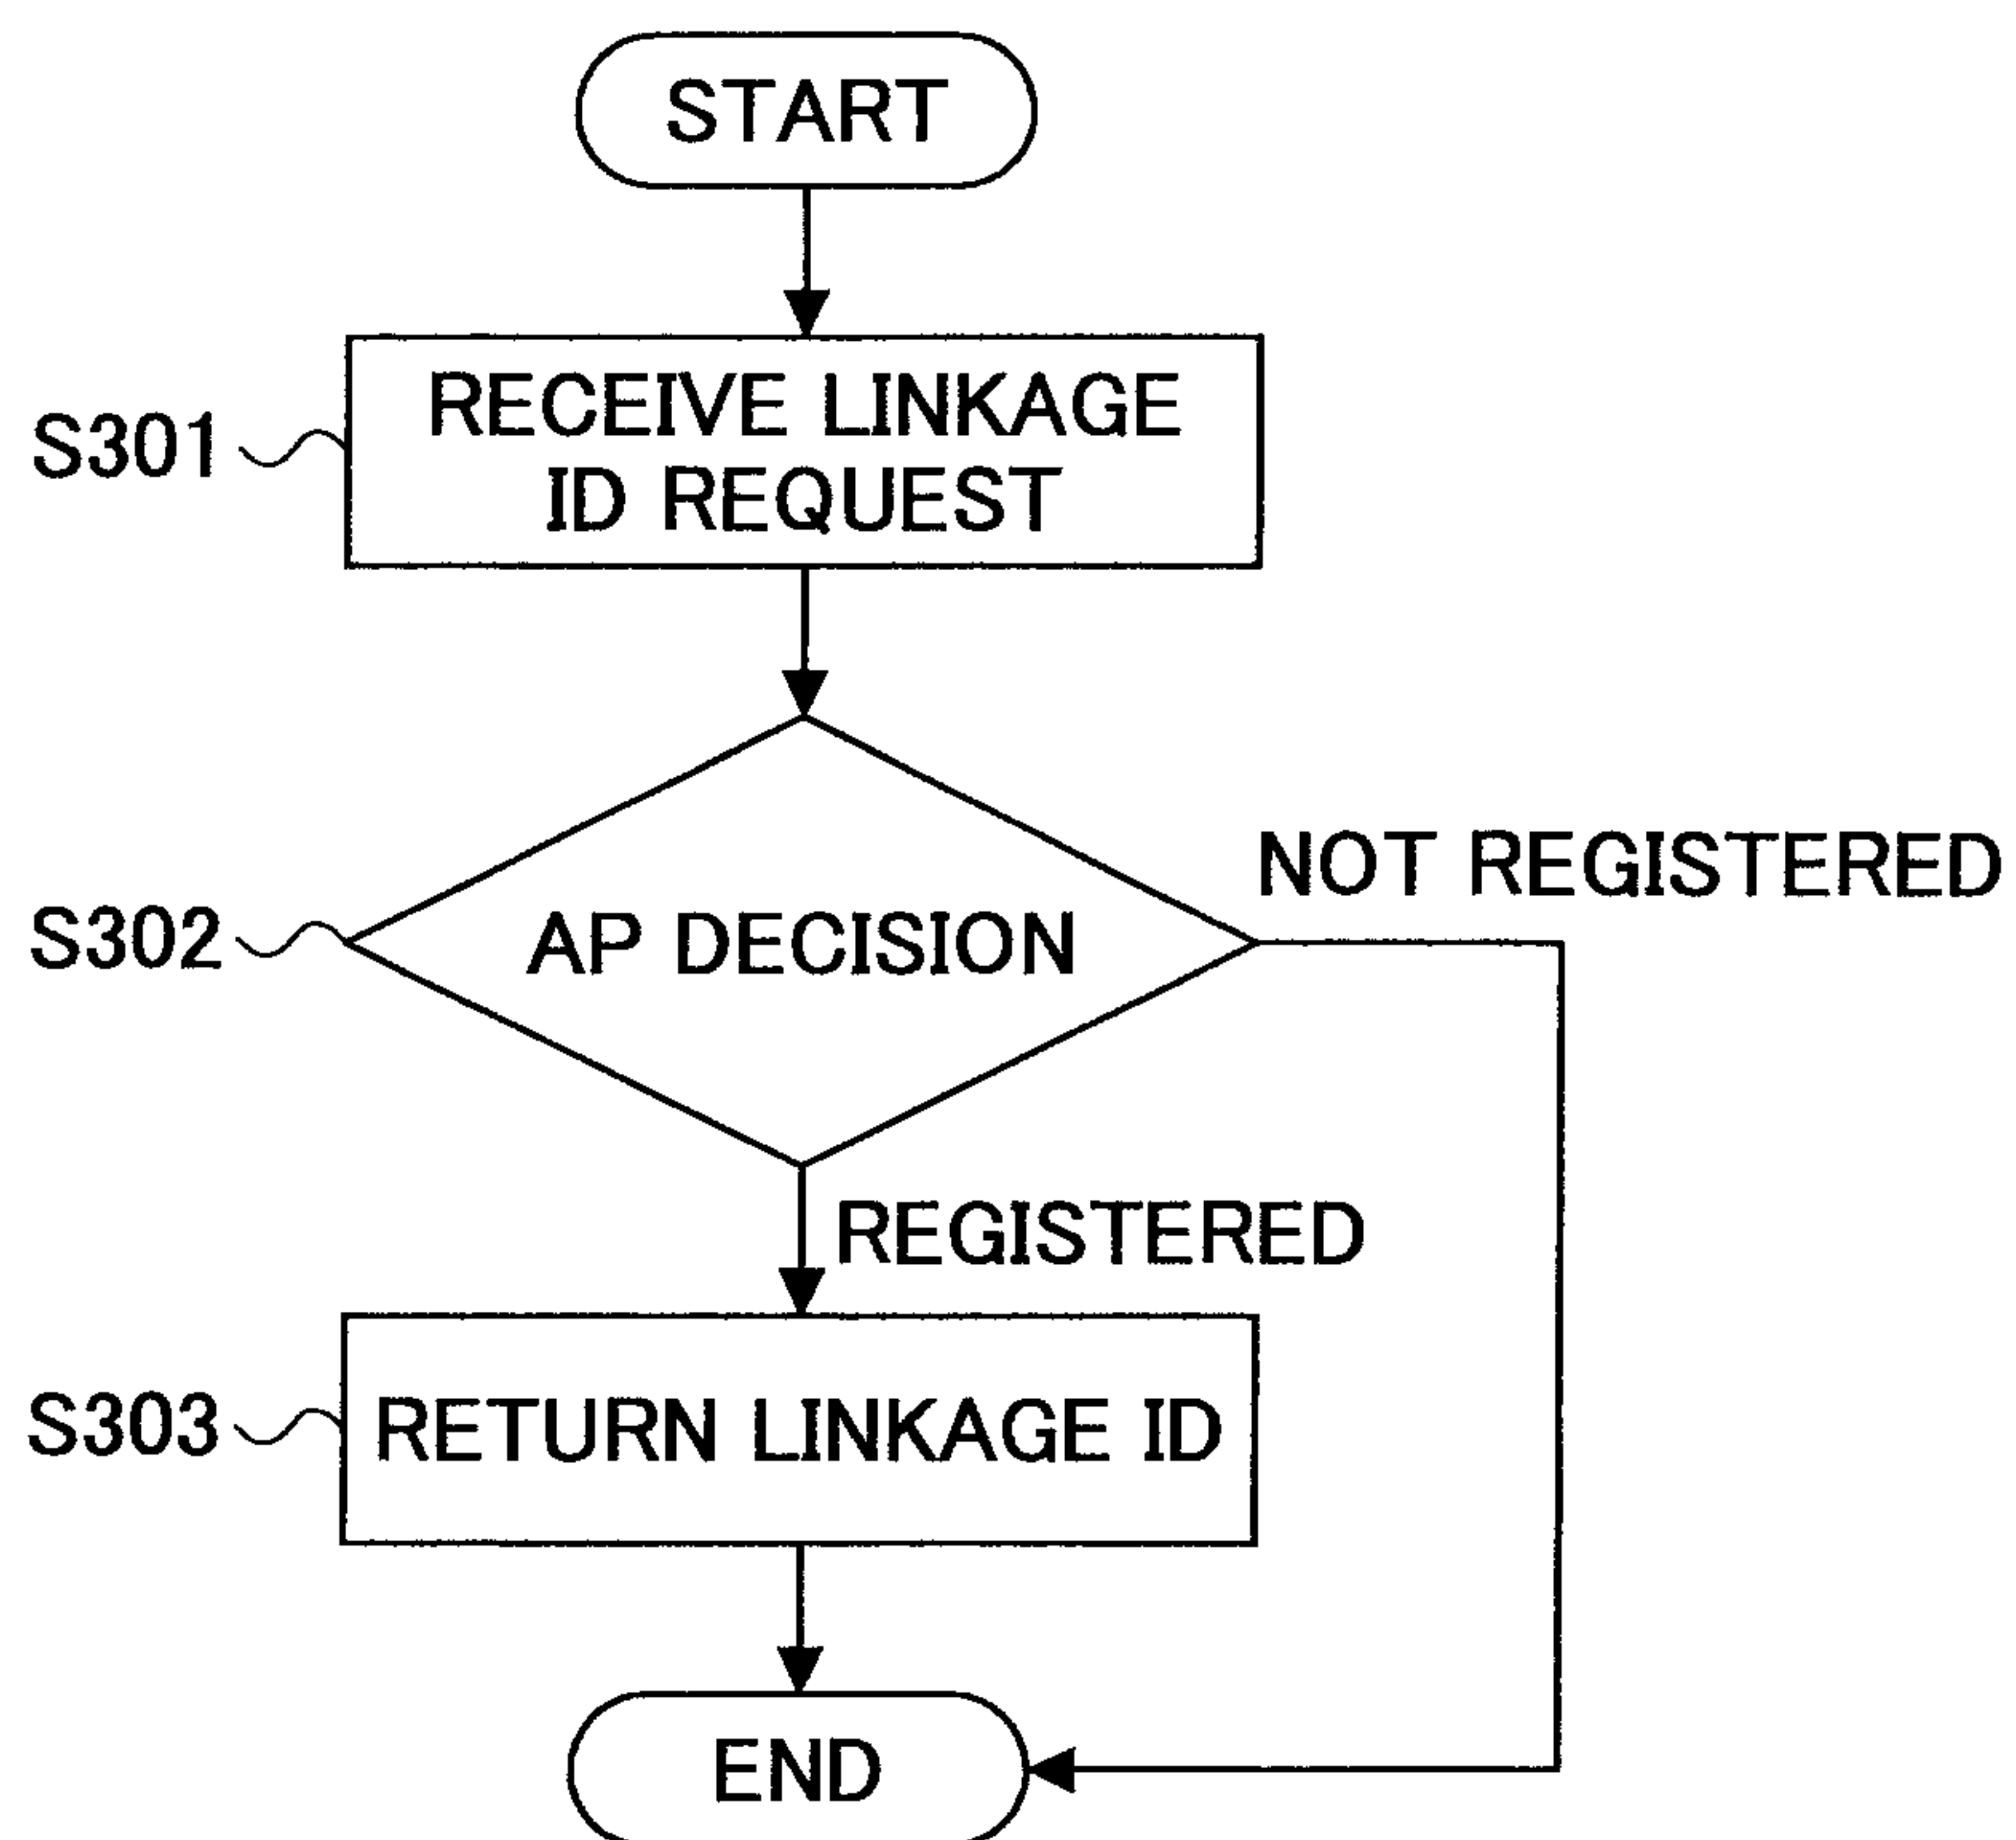 START
S301
RECEIVE LINKAGE
ID REQUEST
S302
AP DECISION
NOT REGISTERED
REGISTERED
S303
RETURN LINKAGE ID
END